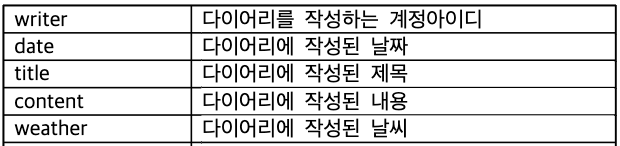 writer 다이어리를 작성하는 계정아이디
date 다이어리에 작성된 날짜
title 다이어리에 작성된 제목
content 다이어리에 작성된 내용
weather 다이어리에 작성된 날씨